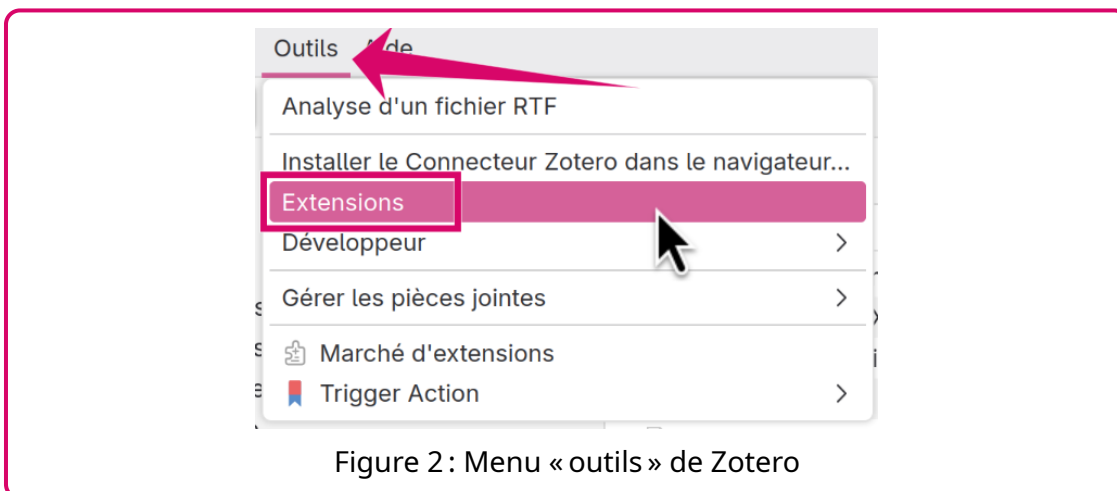 Outils Aide
Analyse d'un fichier RTF
Installer le Connecteur Zotero dans le navigateur...
Extensions
Développeur
Gérer les pièces jointes
Marché d'extensions
Trigger Action
Figure 2 : Menu « outils » de Zotero